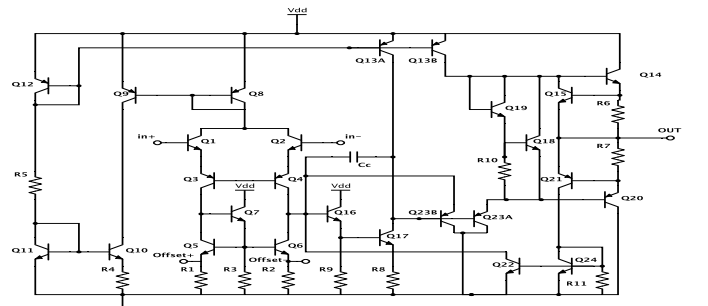 Vdd
Q12
Q9
Q8
Q13A
Q13B
Q14
Q19
Q15
R6
in+
Q1
Q2
in-
Cc
Q18
OUT
R7
R5
Q3
Q4
R10
Q21
Vdd
Vdd
Q20
Q7
Q16
Q23B
Q23A
Q17
Q11
Q10
Q5
Q6
Offset+
Offset-
Q22
Q24
R4
R1
R3
R2
R9
R8
R11